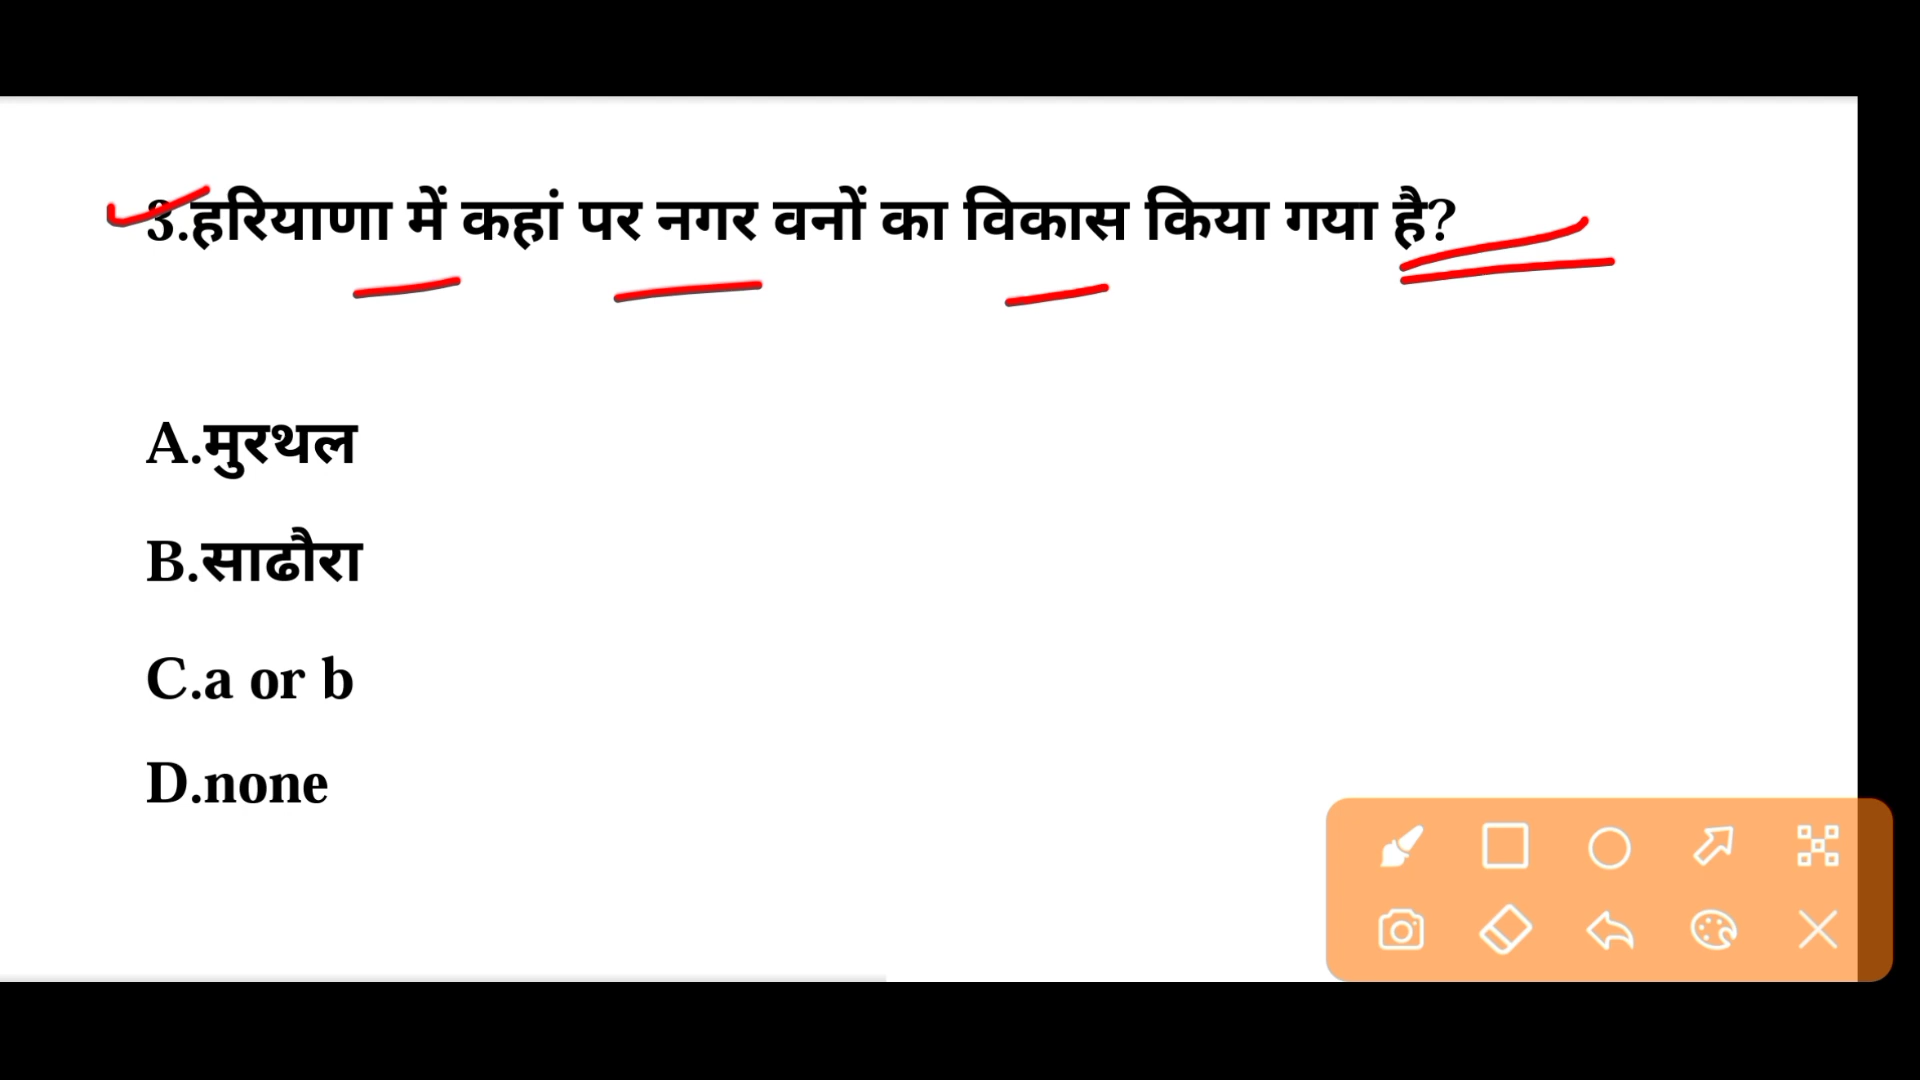 3.हरियाणा में कहां पर नगर वनों का विकास किया गया है?
A.मुरथल
B.साढौरा
C.a or b
D.none